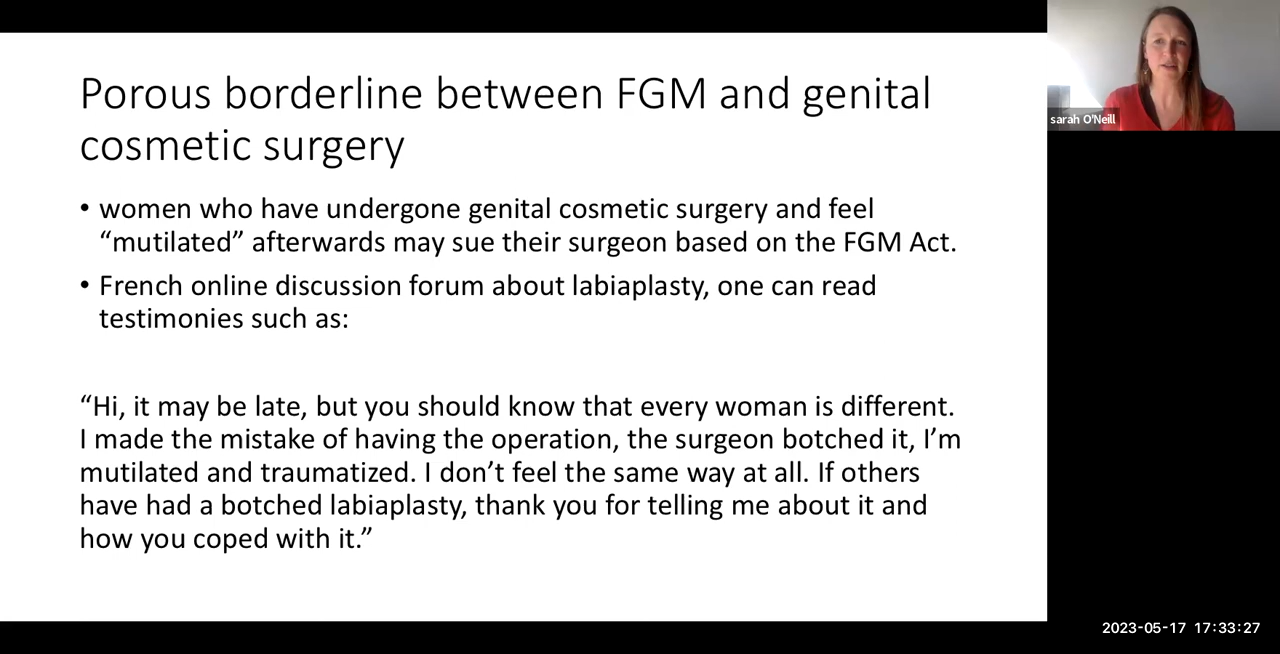 Porous borderline between FGM and genital
cosmetic surgery
• women who have undergone genital cosmetic surgery and feel
“mutilated” afterwards may sue their surgeon based on the FGM Act.
• French online discussion forum about labiaplasty, one can read
testimonies such as:
“Hi, it may be late, but you should know that every woman is different.
I made the mistake of having the operation, the surgeon botched it, I’m
mutilated and traumatized. I don’t feel the same way at all. If others
have had a botched labiaplasty, thank you for telling me about it and
how you coped with it.”
sarah O'Neill
2023-05-17 17:33:27